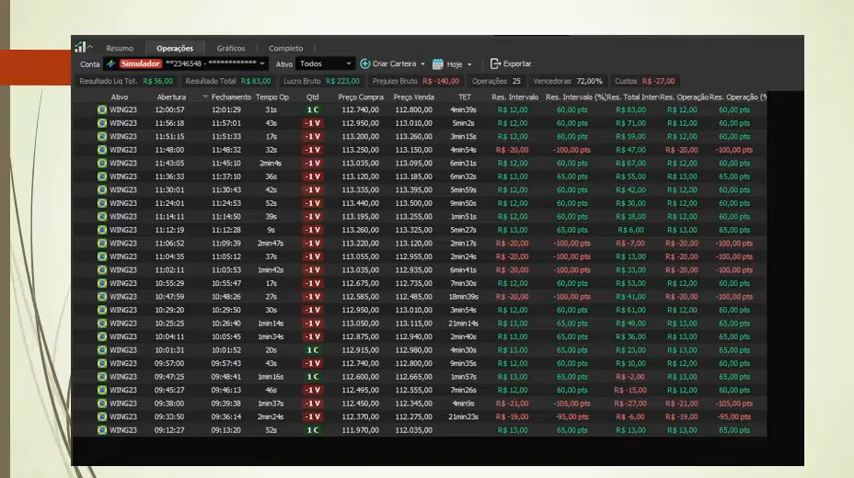 Resumo Operações Gráficos Completo
Conta Simulador **2346548 - ************ Ativo Todos Criar Carteira Hoje Exportar
Resultado Liq Tot. R$ 56,00 Resultado Total R$ 83,00 Lucro Bruto R$ 223,00 Prejuizo Bruto R$ -140,00 Operações 25 Vencedoras 72,00% Custos R$ -27,00
Ativo Abertura Fechamento Tempo Op Qtd Preço Compra Preço Venda TET Res. Intervalo Res. Intervalo (%) Res. Total Inter Res. Operação Res. Operação (%
WING23 12:00:57 12:01:29 31s 1 C 112.740,00 112.800,00 4min39s R$ 12,00 60,00 pts R$ 83,00 R$ 12,00 60,00 pts
WING23 11:56:18 11:57:01 43s -1 V 112.950,00 113.010,00 5min2s R$ 12,00 60,00 pts R$ 71,00 R$ 12,00 60,00 pts
WING23 11:51:15 11:51:33 17s -1 V 113.200,00 113.260,00 3min15s R$ 12,00 60,00 pts R$ 59,00 R$ 12,00 60,00 pts
WING23 11:48:00 11:48:32 32s -1 V 113.250,00 113.150,00 4min54s R$ -20,00 -100,00 pts R$ 47,00 R$ -20,00 -100,00 pts
WING23 11:43:05 11:45:10 2min4s -1 V 113.035,00 113.095,00 6min31s R$ 12,00 60,00 pts R$ 67,00 R$ 12,00 60,00 pts
WING23 11:36:33 11:37:10 36s -1 V 113.120,00 113.185,00 6min32s R$ 13,00 65,00 pts R$ 55,00 R$ 13,00 65,00 pts
WING23 11:30:01 11:30:43 42s -1 V 113.335,00 113.395,00 5min59s R$ 12,00 60,00 pts R$ 42,00 R$ 12,00 60,00 pts
WING23 11:24:01 11:24:53 52s -1 V 113.440,00 113.500,00 9min50s R$ 12,00 60,00 pts R$ 30,00 R$ 12,00 60,00 pts
WING23 11:14:11 11:14:50 39s -1 V 113.195,00 113.255,00 1min51s R$ 12,00 60,00 pts R$ 18,00 R$ 12,00 60,00 pts
WING23 11:12:19 11:12:28 9s -1 V 113.260,00 113.325,00 5min27s R$ 13,00 65,00 pts R$ 6,00 R$ 13,00 65,00 pts
WING23 11:06:52 11:09:39 2min47s -1 V 113.220,00 113.120,00 2min17s R$ -20,00 -100,00 pts R$ -7,00 R$ -20,00 -100,00 pts
WING23 11:04:35 11:05:12 37s -1 V 113.055,00 112.955,00 2min24s R$ -20,00 -100,00 pts R$ 13,00 R$ -20,00 -100,00 pts
WING23 11:02:11 11:03:53 1min42s -1 V 113.035,00 112.935,00 6min41s R$ -20,00 -100,00 pts R$ 33,00 R$ -20,00 -100,00 pts
WING23 10:55:29 10:55:47 17s -1 V 112.675,00 112.735,00 7min30s R$ 12,00 60,00 pts R$ 53,00 R$ 12,00 60,00 pts
WING23 10:47:59 10:48:26 27s -1 V 112.585,00 112.485,00 18min39s R$ -20,00 -100,00 pts R$ 41,00 R$ -20,00 -100,00 pts
WING23 10:29:20 10:29:50 30s -1 V 112.950,00 113.010,00 3min54s R$ 12,00 60,00 pts R$ 61,00 R$ 12,00 60,00 pts
WING23 10:25:25 10:26:40 1min14s -1 V 113.050,00 113.115,00 21min14s R$ 13,00 65,00 pts R$ 49,00 R$ 13,00 65,00 pts
WING23 10:04:11 10:05:45 1min34s -1 V 112.875,00 112.940,00 2min40s R$ 13,00 65,00 pts R$ 36,00 R$ 13,00 65,00 pts
WING23 10:01:31 10:01:52 20s 1 C 112.915,00 112.980,00 4min30s R$ 13,00 65,00 pts R$ 23,00 R$ 13,00 65,00 pts
WING23 09:57:00 09:57:43 43s -1 V 112.740,00 112.800,00 9min35s R$ 12,00 60,00 pts R$ 10,00 R$ 12,00 60,00 pts
WING23 09:47:25 09:48:41 1min16s 1 C 112.600,00 112.665,00 1min57s R$ 13,00 65,00 pts R$ -2,00 R$ 13,00 65,00 pts
WING23 09:45:27 09:46:13 46s -1 V 112.495,00 112.555,00 7min26s R$ 12,00 60,00 pts R$ -15,00 R$ 12,00 60,00 pts
WING23 09:38:00 09:39:38 1min37s -1 V 112.450,00 112.345,00 4min9s R$ -21,00 -105,00 pts R$ -27,00 R$ -21,00 -105,00 pts
WING23 09:33:50 09:36:14 2min24s -1 V 112.370,00 112.275,00 21min23s R$ -19,00 -95,00 pts R$ -6,00 R$ -19,00 -95,00 pts
WING23 09:12:27 09:13:20 52s 1 C 111.970,00 112.035,00 R$ 13,00 65,00 pts R$ 13,00 R$ 13,00 65,00 pts